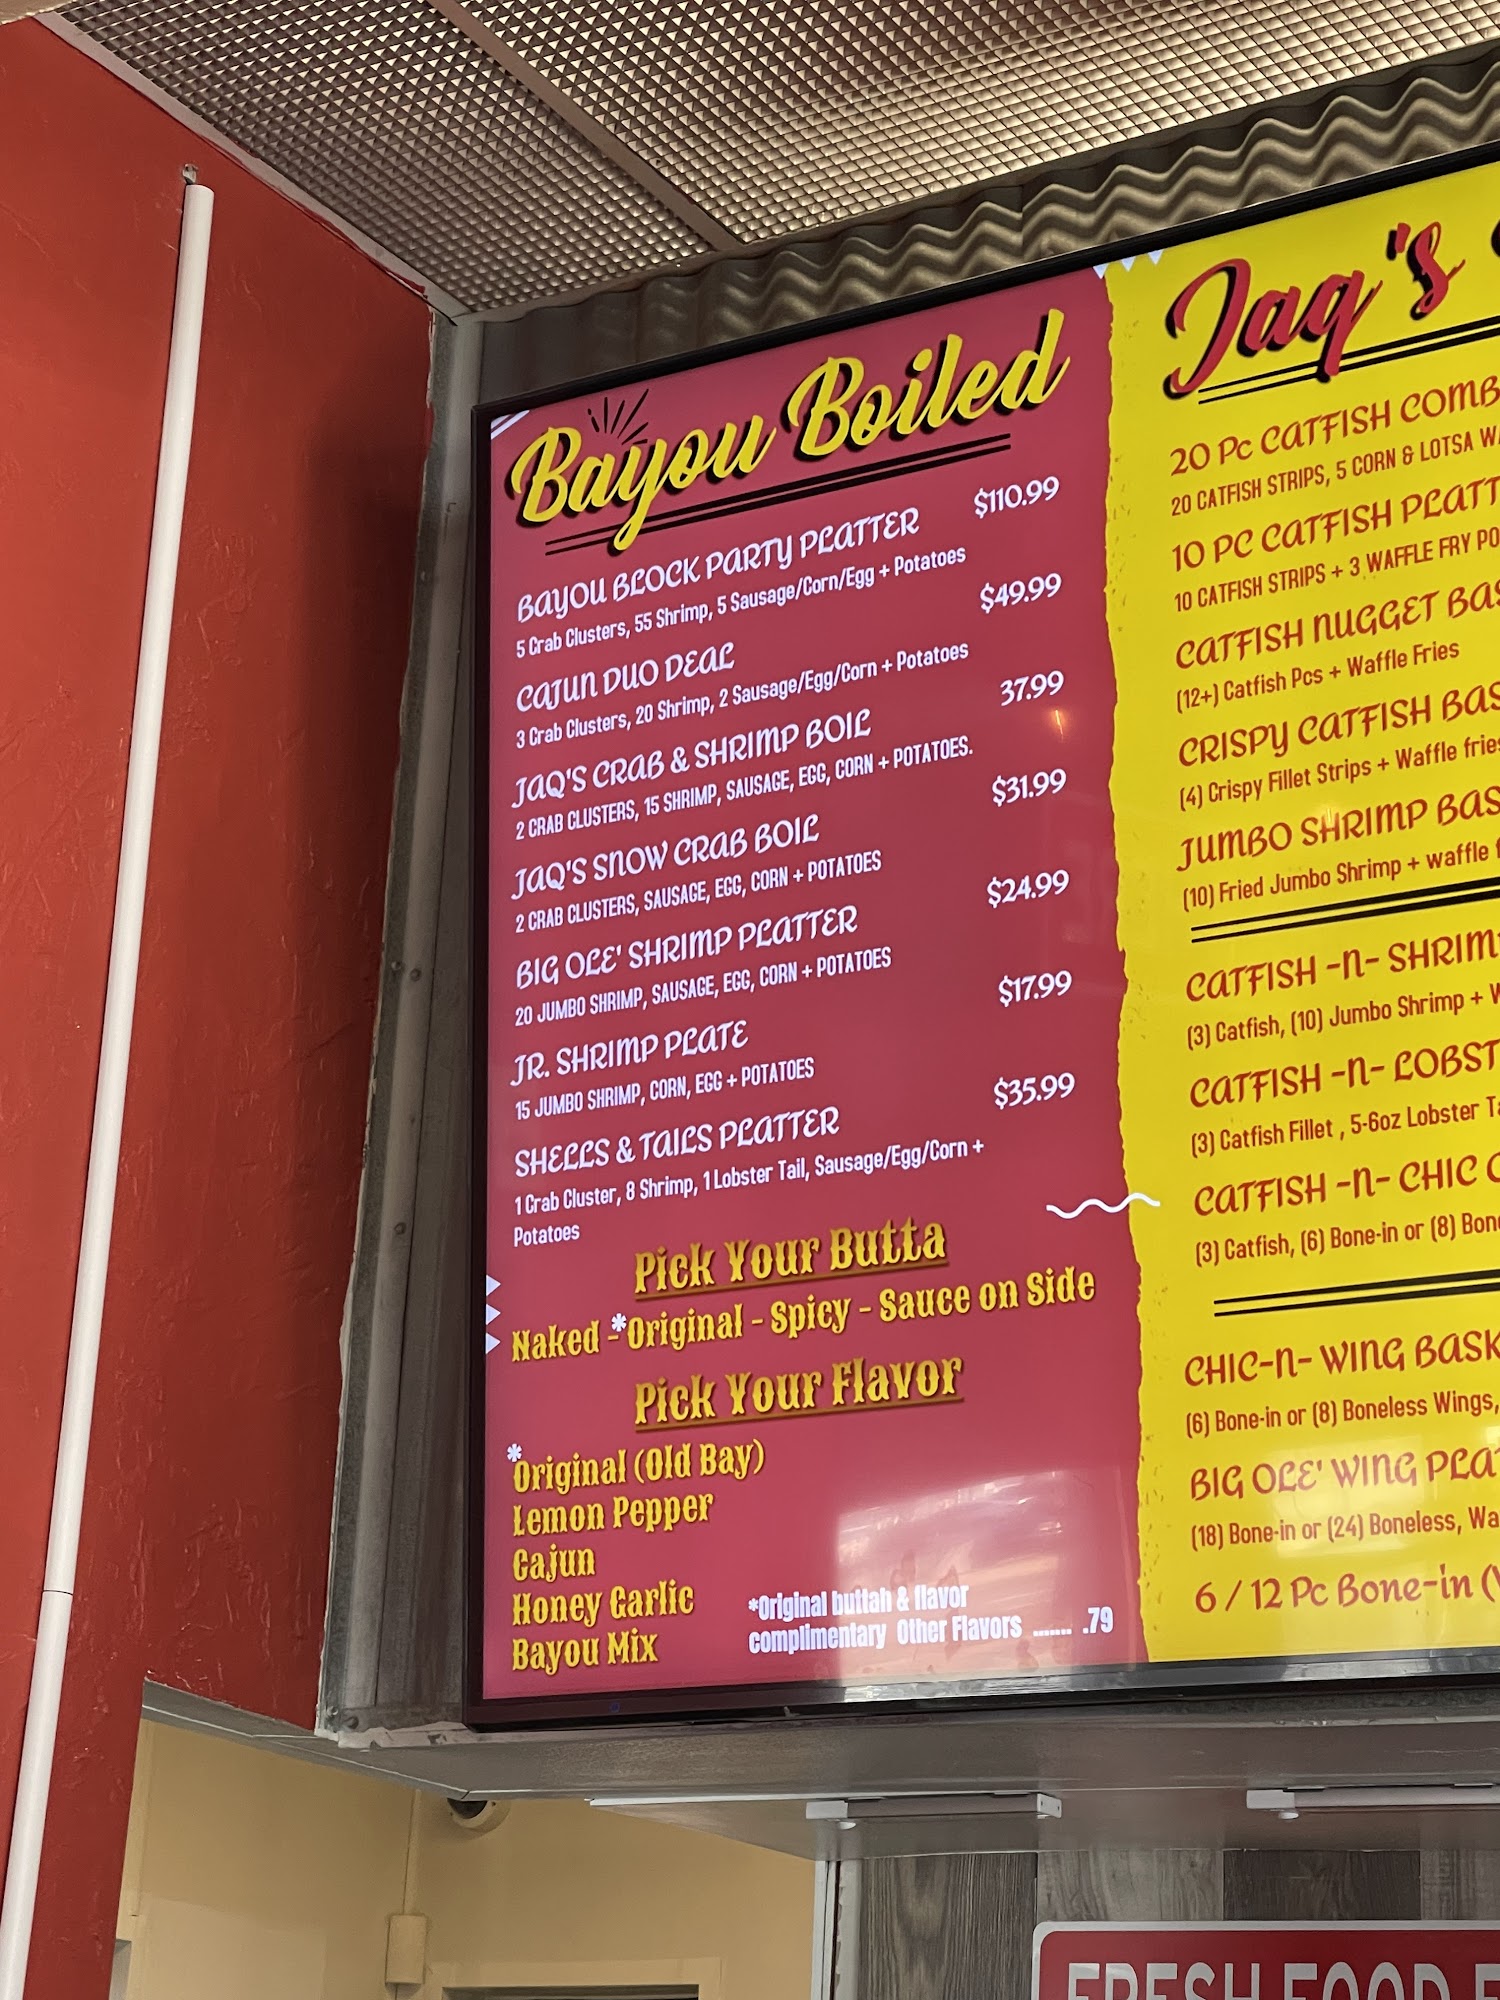 Bayou Boiled
BAYOU BLOCK PARTY PLATTER $110.99
5 Crab Clusters, 55 Shrimp, 5 Sausage/Corn/Egg + Potatoes
CAJUN DUO DEAL $49.99
3 Crab Clusters, 20 Shrimp, 2 Sausage/Egg/Corn + Potatoes
JAQ'S CRAB & SHRIMP BOIL 37.99
2 CRAB CLUSTERS, 15 SHRIMP, SAUSAGE, EGG, CORN + POTATOES.
JAQ'S SNOW CRAB BOIL $31.99
2 CRAB CLUSTERS, SAUSAGE, EGG, CORN + POTATOES
BIG OLE' SHRIMP PLATTER $24.99
20 JUMBO SHRIMP, SAUSAGE, EGG, CORN + POTATOES
JR. SHRIMP PLATE $17.99
15 JUMBO SHRIMP, CORN, EGG + POTATOES
SHELLS & TAILS PLATTER $35.99
1 Crab Cluster, 8 Shrimp, 1 Lobster Tail, Sausage/Egg/Corn +
Potatoes
Pick Your Butta
Naked -*Original - Spicy - Sauce on Side
Pick Your Flavor
*Original (Old Bay)
Lemon Pepper
Cajun
Honey Garlic
Bayou Mix
*Original buttah & flavor
complimentary Other Flavors ....... .79
Jaq's
20 Pc CATFISH
20 CATFISH STRIPS, 5 CORN & LOTSA
10 PC CATFISH
10 CATFISH STRIPS + 3 WAFFLE FRY
CATFISH NUGGET
(12+) Catfish Pcs + Waffle Fries
CRISPY CATFISH
(4) Crispy Fillet Strips + Waffle fries
JUMBO SHRIMP
(10) Fried Jumbo Shrimp + waffle
CATFISH -N- SHRIMP
(3) Catfish, (10) Jumbo Shrimp +
CATFISH -N-
(3) Catfish Fillet , 5-6oz Lobster
CATFISH -N- CHIC
(3) Catfish, (6) Bone-in or (8)
CHIC-N- WING
(6) Bone-in or (8) Boneless Wings,
BIG OLE' WING
(18) Bone-in or (24) Boneless,
6 / 12 Pc Bone-in
FRESH FOOD